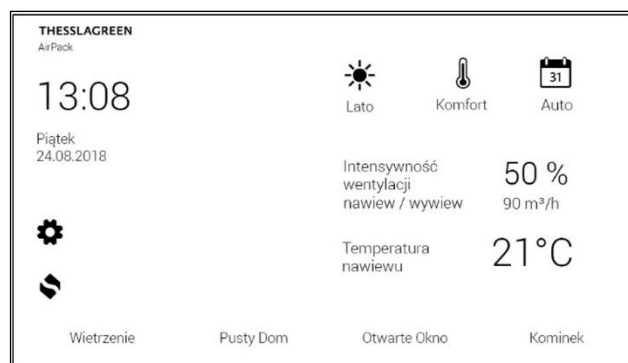 THESSLAGREEN
AirPack
13:08
Piątek
24.08.2018
Lato
Komfort
31
Auto
Intensywność
wentylacji
nawiew / wywiew
50 %
90 m³/h
Temperatura
nawiewu
21°C
Wietrzenie
Pusty Dom
Otwarte Okno
Kominek